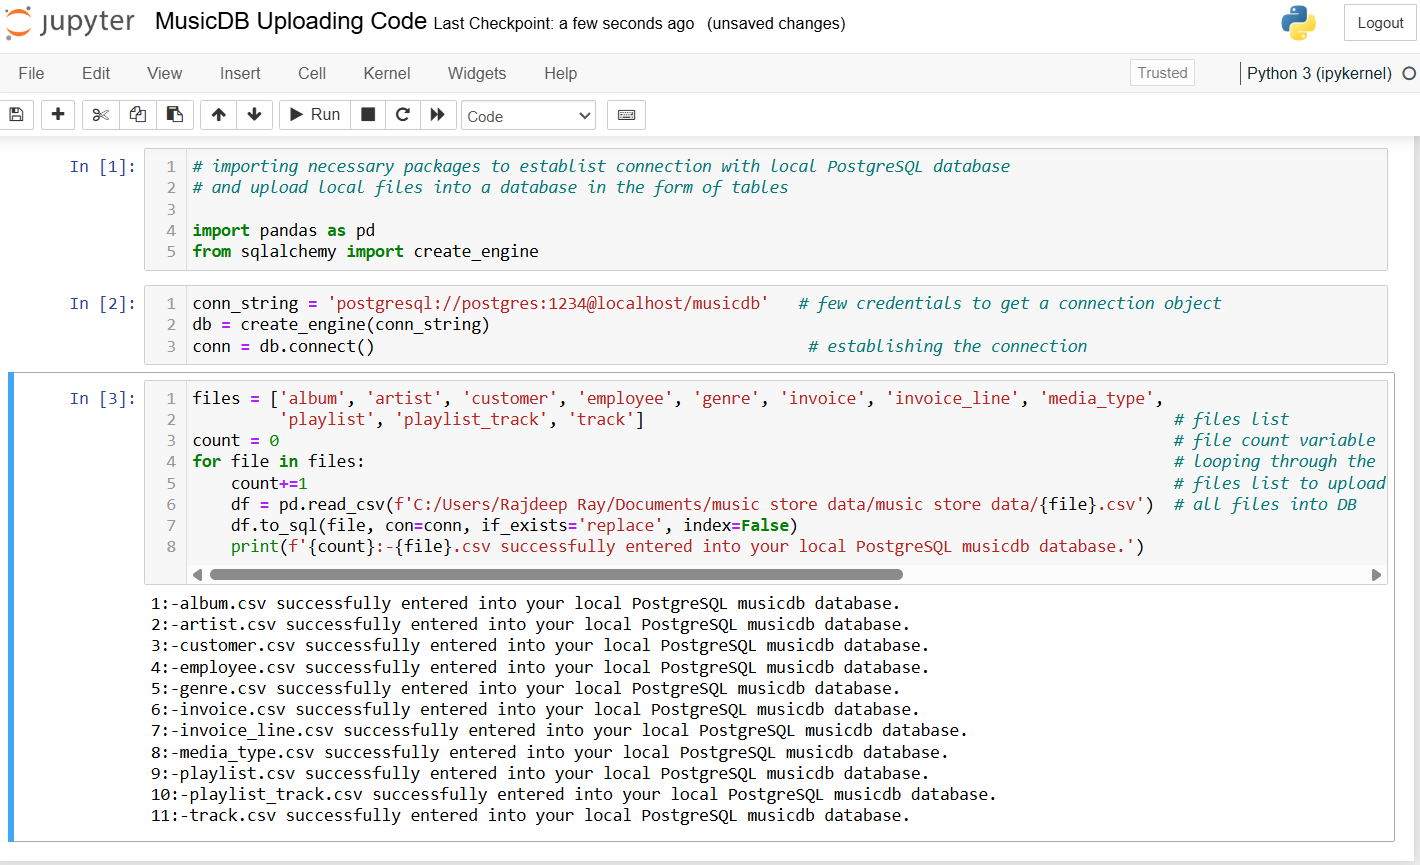 jupyter MusicDB Uploading Code Last Checkpoint: a few seconds ago (unsaved changes) Logout
File Edit View Insert Cell Kernel Widgets Help Trusted Python 3 (ipykernel)
Run Code
In [1]:
1 # importing necessary packages to establist connection with local PostgreSQL database
2 # and upload local files into a database in the form of tables
3
4 import pandas as pd
5 from sqlalchemy import create_engine
In [2]:
1 conn_string = 'postgresql://postgres:1234@localhost/musicdb' # few credentials to get a connection object
2 db = create_engine(conn_string)
3 conn = db.connect() # establishing the connection
In [3]:
1 files = ['album', 'artist', 'customer', 'employee', 'genre', 'invoice', 'invoice_line', 'media_type',
2 'playlist', 'playlist_track', 'track'] # files list
3 count = 0 # file count variable
4 for file in files: # looping through the
5 count+=1 # files list to upload
6 df = pd.read_csv(f'C:/Users/Rajdeep Ray/Documents/music store data/music store data/{file}.csv') # all files into DB
7 df.to_sql(file, con=conn, if_exists='replace', index=False)
8 print(f'{count}:-{file}.csv successfully entered into your local PostgreSQL musicdb database.')
1:-album.csv successfully entered into your local PostgreSQL musicdb database.
2:-artist.csv successfully entered into your local PostgreSQL musicdb database.
3:-customer.csv successfully entered into your local PostgreSQL musicdb database.
4:-employee.csv successfully entered into your local PostgreSQL musicdb database.
5:-genre.csv successfully entered into your local PostgreSQL musicdb database.
6:-invoice.csv successfully entered into your local PostgreSQL musicdb database.
7:-invoice_line.csv successfully entered into your local PostgreSQL musicdb database.
8:-media_type.csv successfully entered into your local PostgreSQL musicdb database.
9:-playlist.csv successfully entered into your local PostgreSQL musicdb database.
10:-playlist_track.csv successfully entered into your local PostgreSQL musicdb database.
11:-track.csv successfully entered into your local PostgreSQL musicdb database.